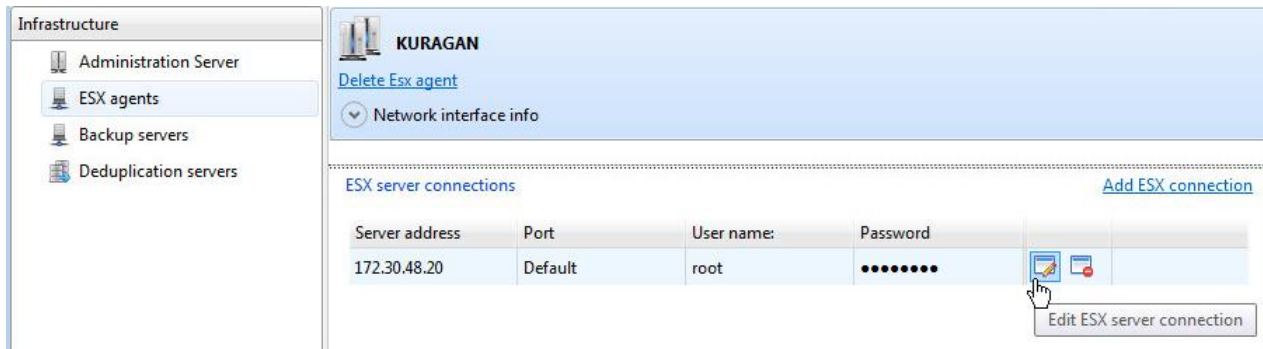 Infrastructure
Administration Server
ESX agents
Backup servers
Deduplication servers
KURAGAN
Delete Esx agent
Network interface info
ESX server connections Add ESX connection
Server address Port User name: Password
172.30.48.20 Default root ●●●●●●●●
Edit ESX server connection